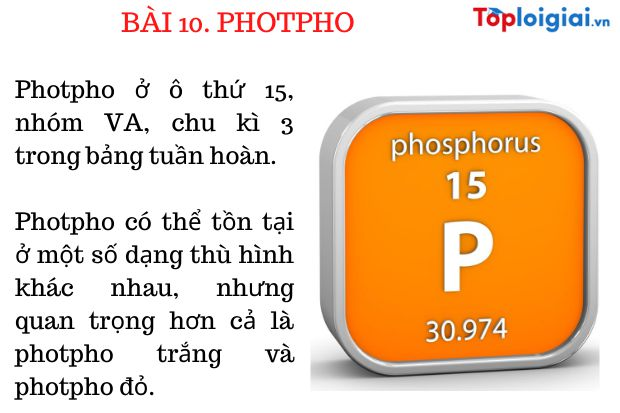 BÀI 10. PHOTPHO
Toploigiai.vn
Photpho ở ô thứ 15,
nhóm VA, chu kì 3
trong bảng tuần hoàn.
Photpho có thể tồn tại
ở một số dạng thù hình
khác nhau, nhưng
quan trọng hơn cả là
photpho trắng và
photpho đỏ.
phosphorus
15
P
30.974